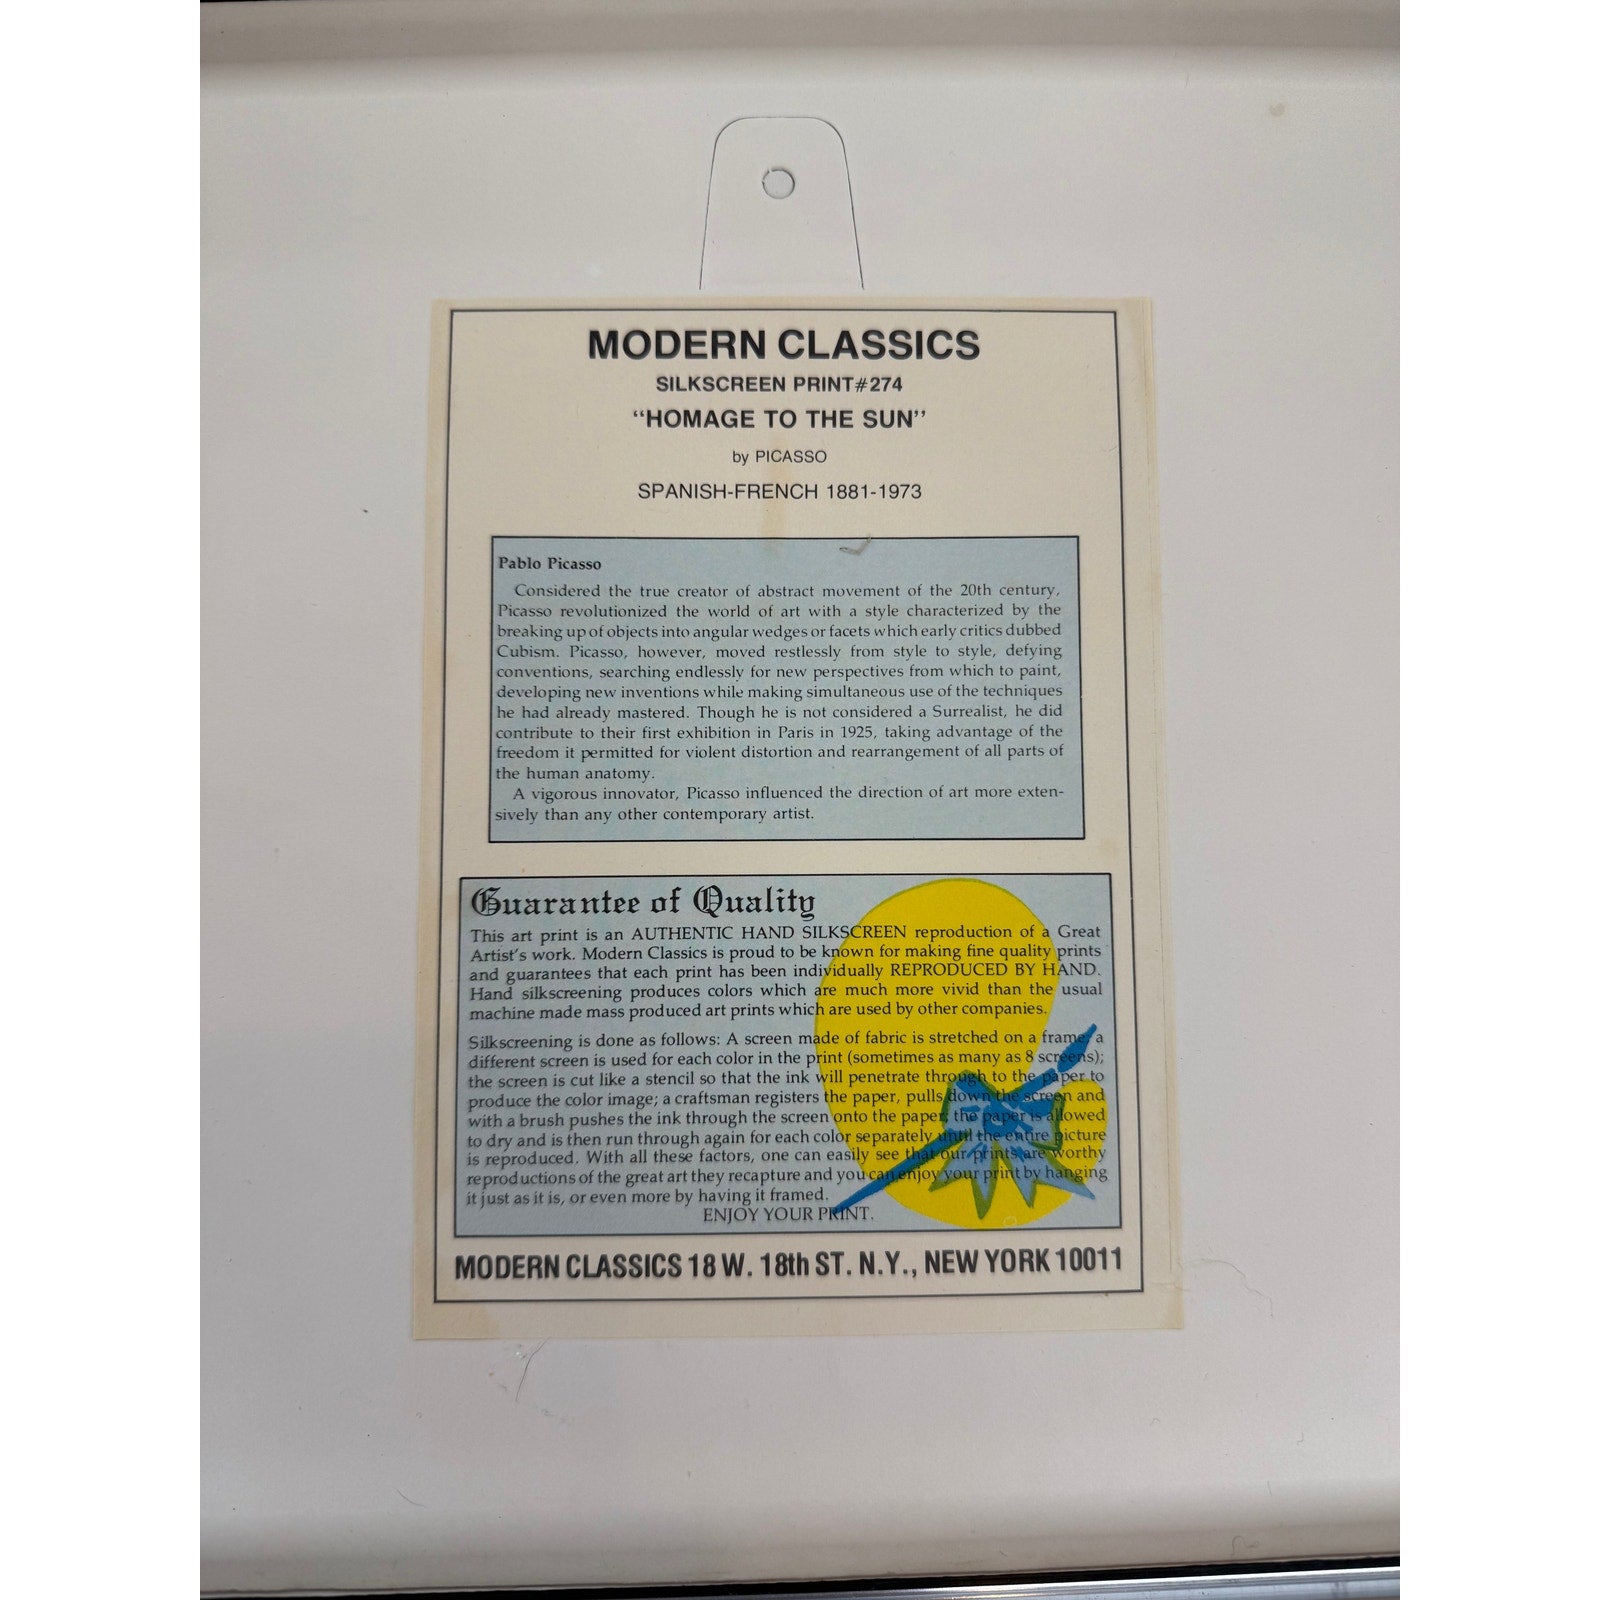 MODERN CLASSICS
SILKSCREEN PRINT#274
“HOMAGE TO THE SUN”
by PICASSO
SPANISH-FRENCH 1881-1973
Pablo Picasso
Considered the true creator of abstract movement of the 20th century,
Picasso revolutionized the world of art with a style characterized by the
breaking up of objects into angular wedges or facets which early critics dubbed
Cubism. Picasso, however, moved restlessly from style to style, defying
conventions, searching endlessly for new perspectives from which to paint,
developing new inventions while making simultaneous use of the techniques
he had already mastered. Though he is not considered a Surrealist, he did
contribute to their first exhibition in Paris in 1925, taking advantage of the
freedom it permitted for violent distortion and rearrangement of all parts of
the human anatomy.
A vigorous innovator, Picasso influenced the direction of art more exten-
sively than any other contemporary artist.
Guarantee of Quality
This art print is an AUTHENTIC HAND SILKSCREEN reproduction of a Great
Artist's work. Modern Classics is proud to be known for making fine quality prints
and guarantees that each print has been individually REPRODUCED BY HAND.
Hand silkscreening produces colors which are much more vivid than the usual
machine made mass produced art prints which are used by other companies.
Silkscreening is done as follows: A screen made of fabric is stretched on a frame; a
different screen is used for each color in the print (sometimes as many as 8 screens);
the screen is cut like a stencil so that the ink will penetrate through to the paper to
produce the color image; a craftsman registers the paper, pulls down the screen and
with a brush pushes the ink through the screen onto the paper; the paper is allowed
to dry and is then run through again for each color separately until the entire picture
is reproduced. With all these factors, one can easily see that our prints are worthy
reproductions of the great art they recapture and you can enjoy your print by hanging
it just as it is, or even more by having it framed.
ENJOY YOUR PRINT.
MODERN CLASSICS 18 W. 18th ST. N.Y., NEW YORK 10011